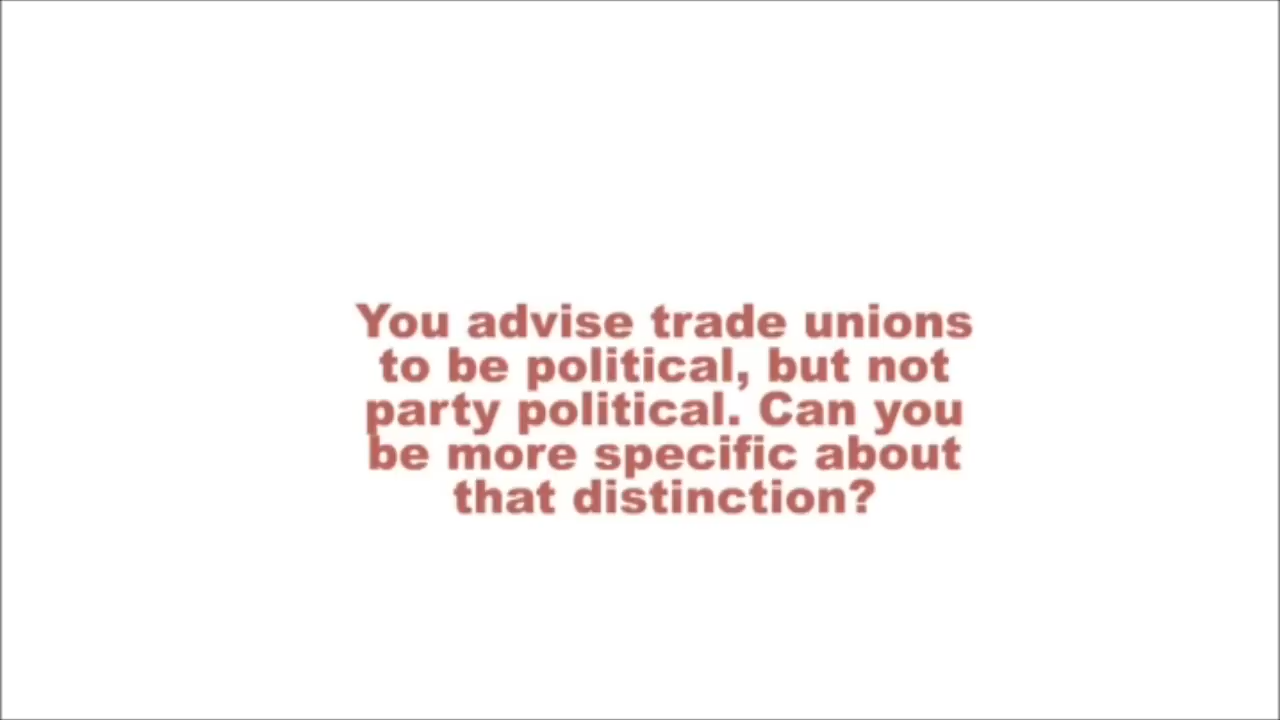 You advise trade unions
to be political, but not
party political. Can you
be more specific about
that distinction?